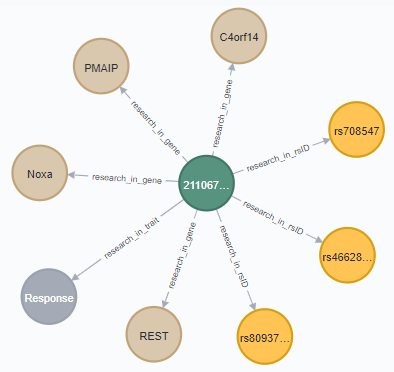 C4orf14
PMAIP
research_in_gene
research_in_gene
rs708547
research_in_rsID
Noxa
research_in_gene
211067...
research_in_rsID
research_in_trait
rs46628...
research_in_gene
research_in_rsID
Response
REST
rs80937...